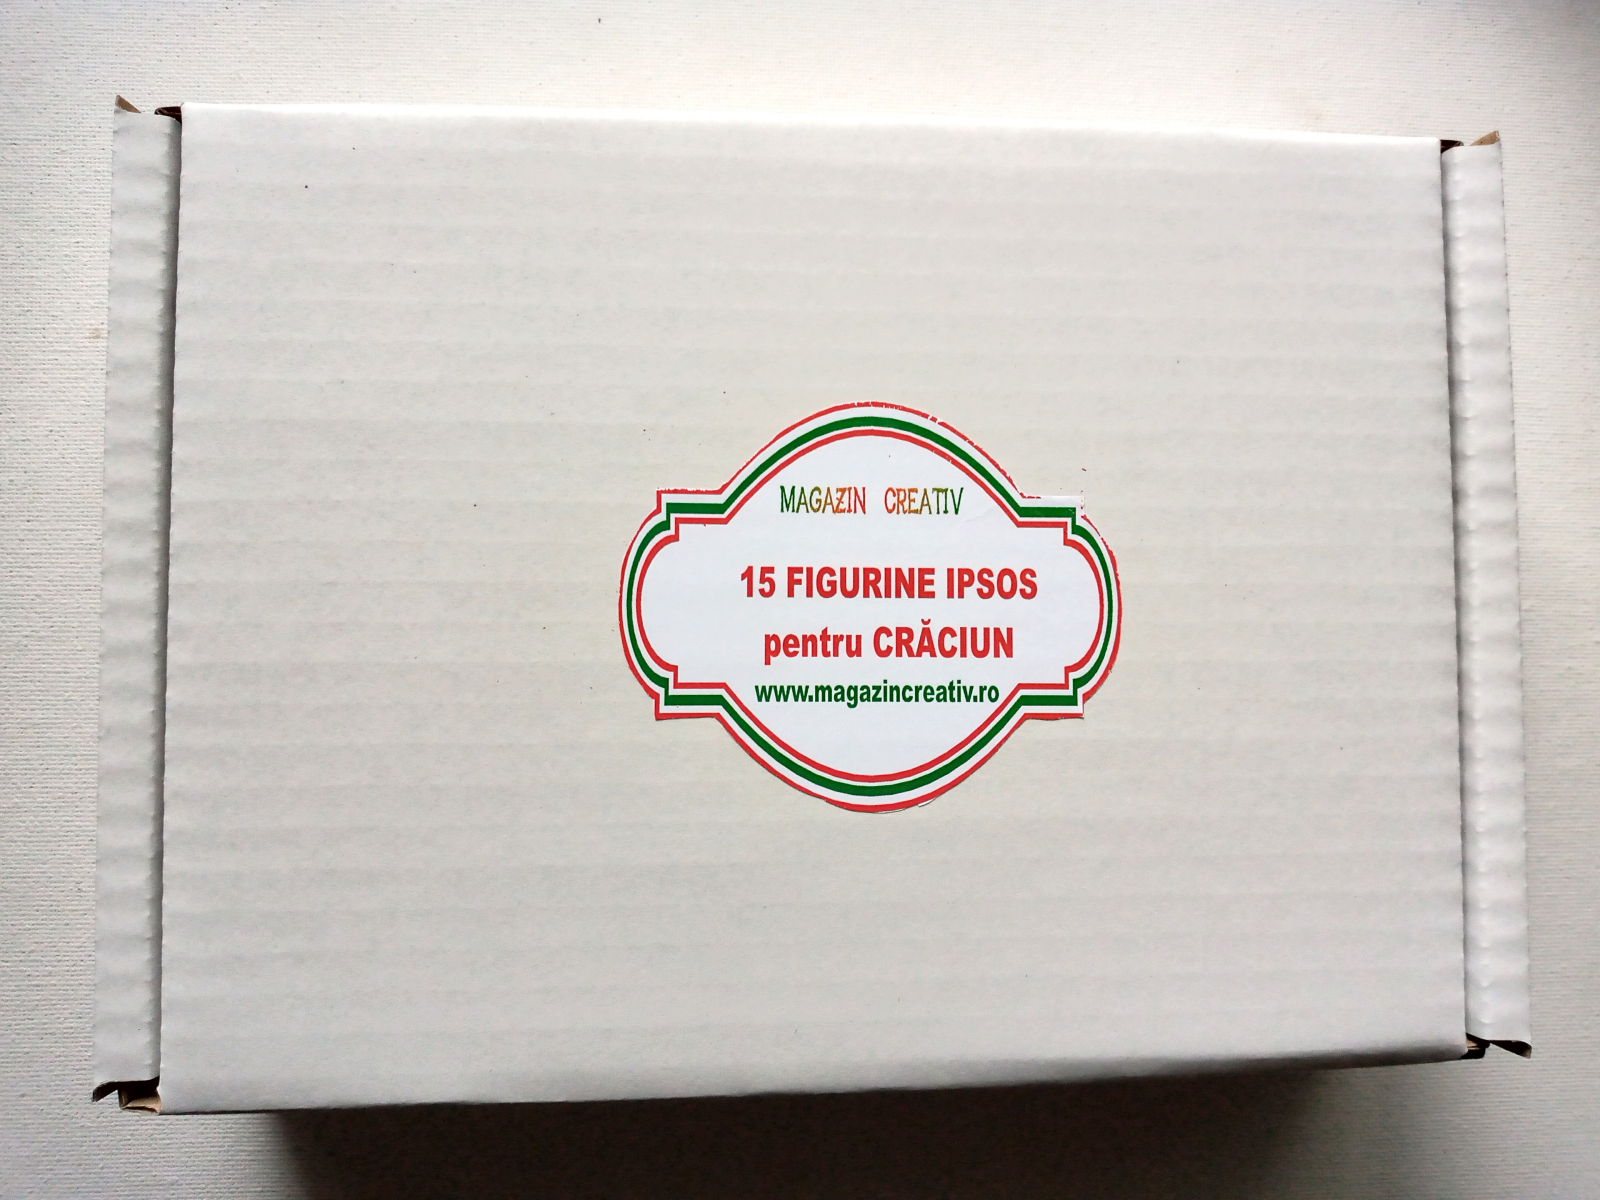 MAGAZIN CREATIV
15 FIGURINE IPSOS
pentru CRĂCIUN
www.magazincreativ.ro